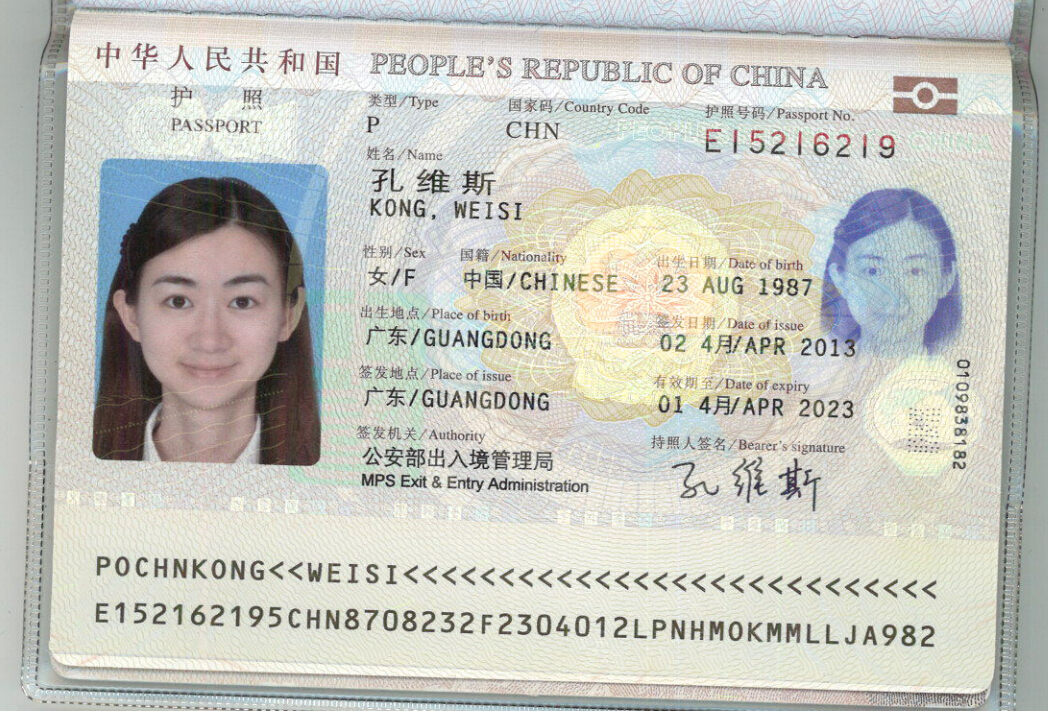 中华人民共和国 PEOPLE'S REPUBLIC OF CHINA
护 照
PASSPORT
类型/Type 国家码/Country Code 护照号码/Passport No.
P CHN E15216219
姓名/Name
孔维斯
KONG, WEISI
性别/Sex 国籍/Nationality 出生日期/Date of birth
女/F 中国/CHINESE 23 AUG 1987
出生地点/Place of birth 签发日期/Date of issue
广东/GUANGDONG 02 4月/APR 2013
签发地点/Place of issue 有效期至/Date of expiry
广东/GUANGDONG 01 4月/APR 2023
签发机关/Authority 持照人签名/Bearer's signature
公安部出入境管理局 孔维斯
MPS Exit & Entry Administration
0109838182
POCHNKONG<<WEISI<<<<<<<<<<<<<<<<<<<<<<<<<<<<
E152162195CHN8708232F2304012LPNHMOKMMLLJA982